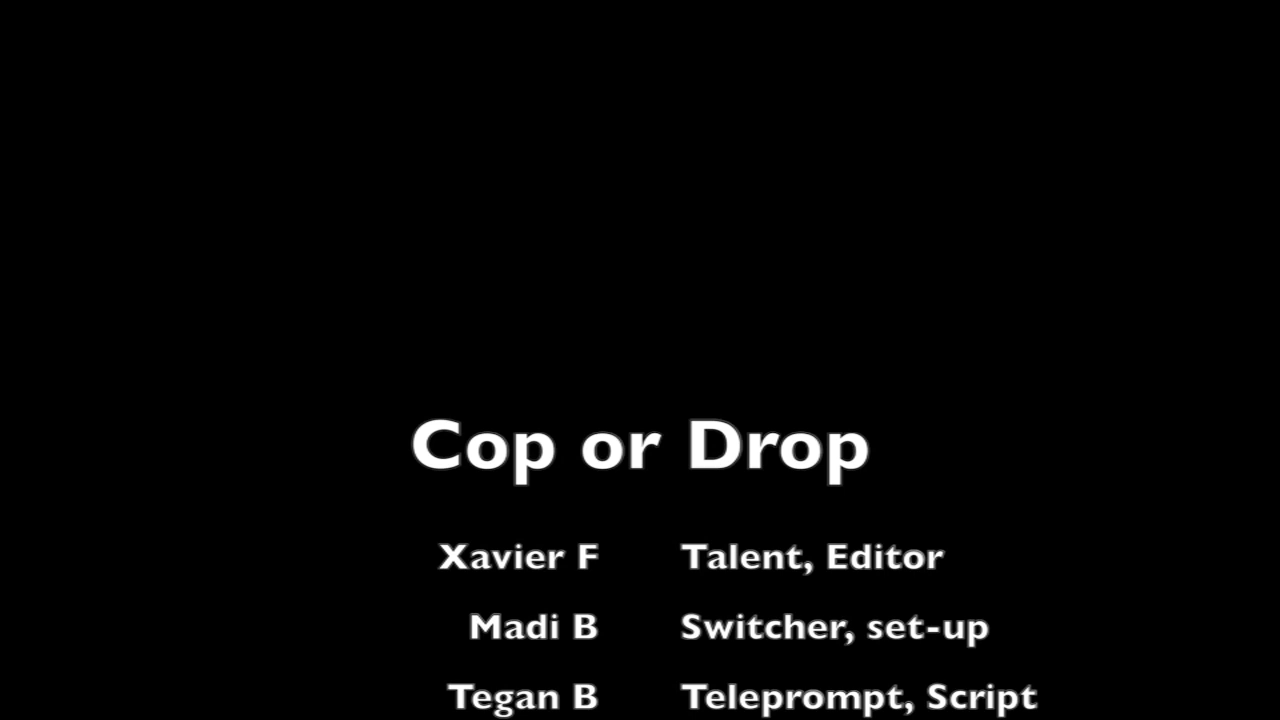 Cop or Drop
Xavier F Talent, Editor
Madi B Switcher, set-up
Tegan B Teleprompt, Script